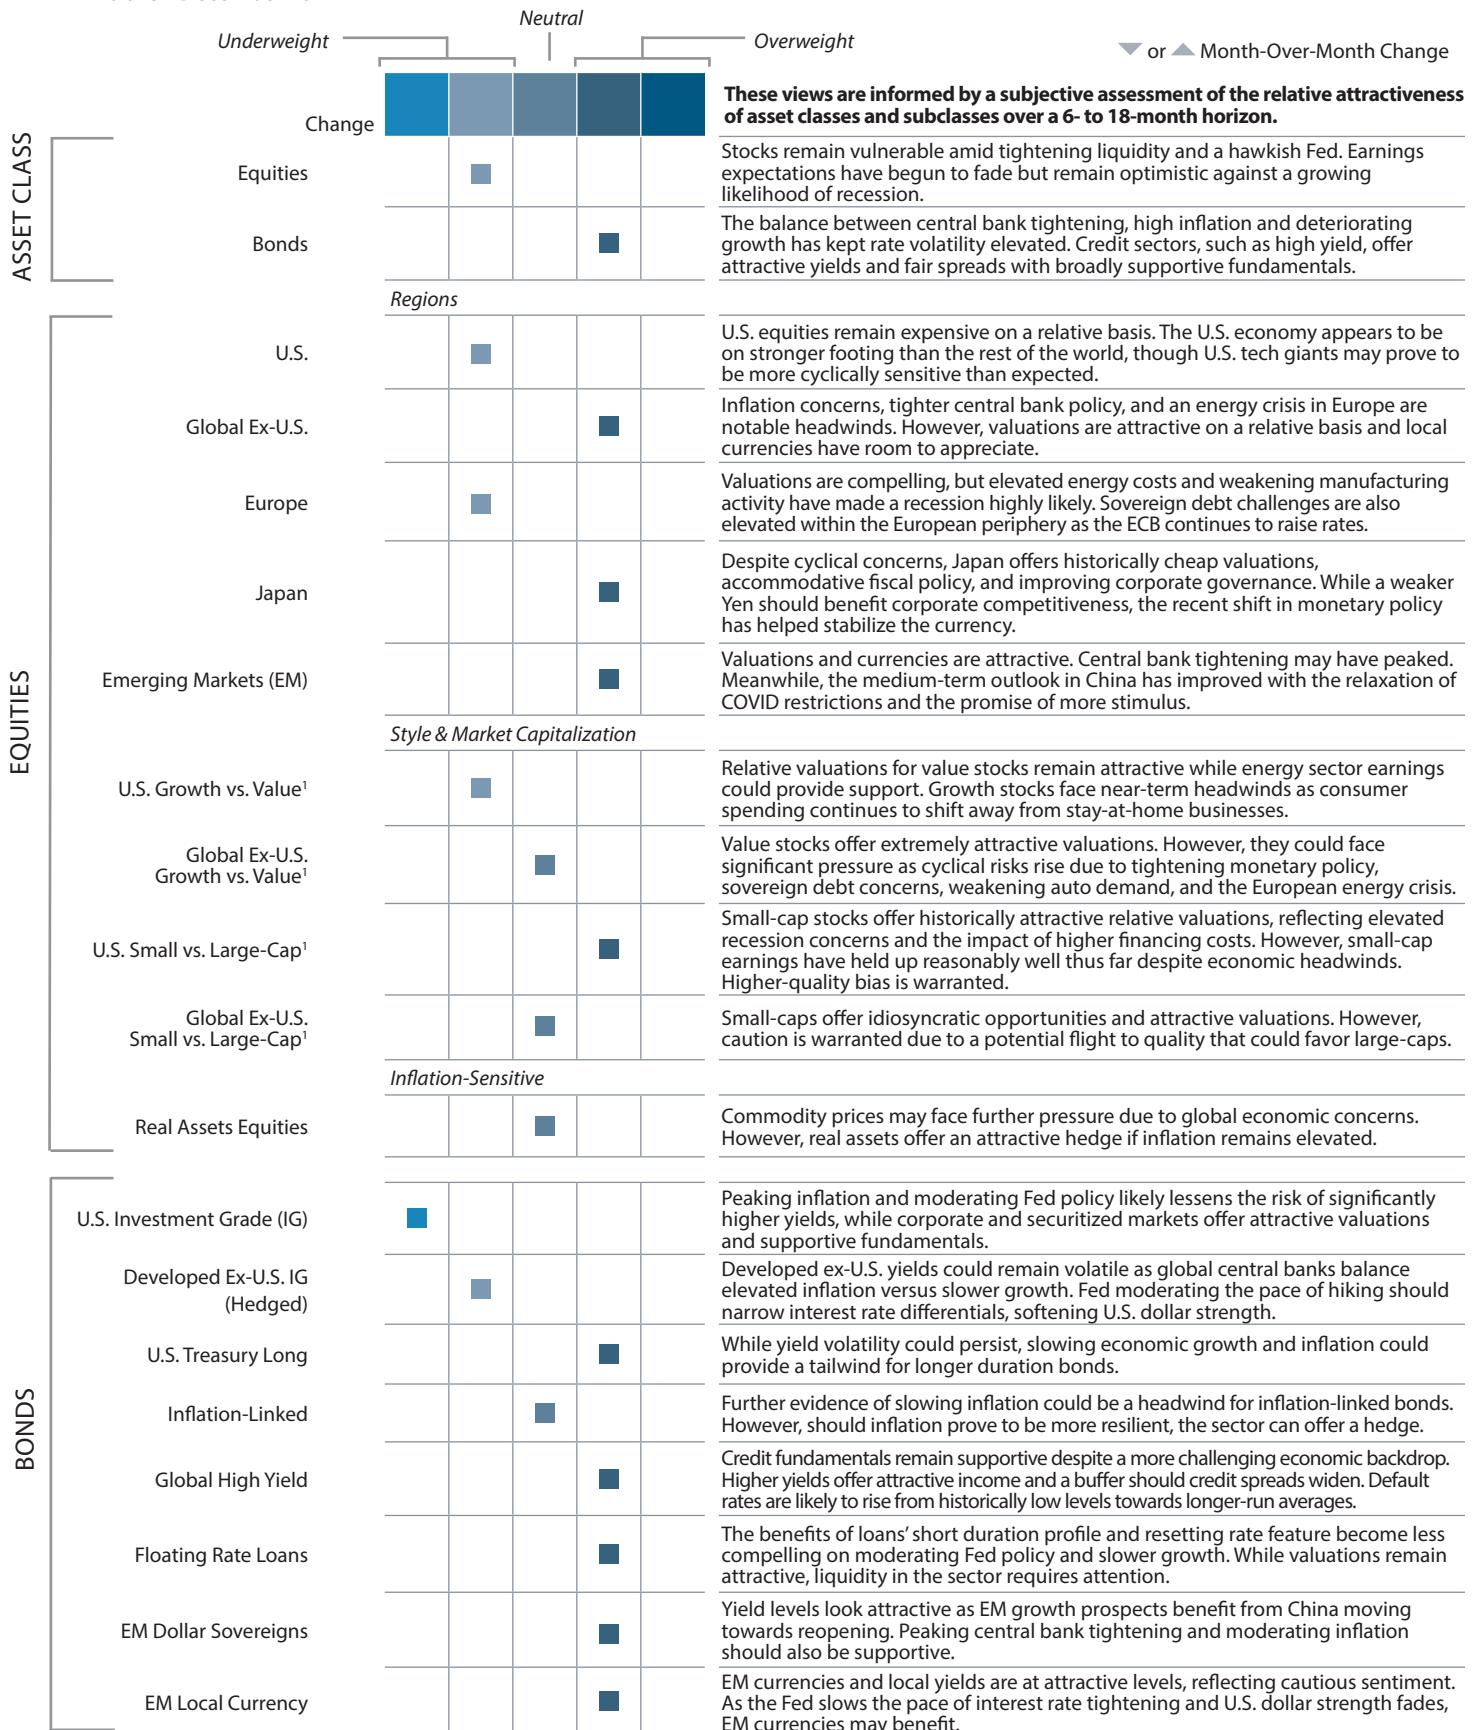 Neutral
Underweight
Overweight
▼ or ▲ Month-Over-Month Change
Change
These views are informed by a subjective assessment of the relative attractiveness
of asset classes and subclasses over a 6- to 18-month horizon.
ASSET CLASS
Equities
Stocks remain vulnerable amid tightening liquidity and a hawkish Fed. Earnings
expectations have begun to fade but remain optimistic against a growing
likelihood of recession.
Bonds
The balance between central bank tightening, high inflation and deteriorating
growth has kept rate volatility elevated. Credit sectors, such as high yield, offer
attractive yields and fair spreads with broadly supportive fundamentals.
EQUITIES
Regions
U.S.
U.S. equities remain expensive on a relative basis. The U.S. economy appears to be
on stronger footing than the rest of the world, though U.S. tech giants may prove to
be more cyclically sensitive than expected.
Global Ex-U.S.
Inflation concerns, tighter central bank policy, and an energy crisis in Europe are
notable headwinds. However, valuations are attractive on a relative basis and local
currencies have room to appreciate.
Europe
Valuations are compelling, but elevated energy costs and weakening manufacturing
activity have made a recession highly likely. Sovereign debt challenges are also
elevated within the European periphery as the ECB continues to raise rates.
Japan
Despite cyclical concerns, Japan offers historically cheap valuations,
accommodative fiscal policy, and improving corporate governance. While a weaker
Yen should benefit corporate competitiveness, the recent shift in monetary policy
has helped stabilize the currency.
Emerging Markets (EM)
Valuations and currencies are attractive. Central bank tightening may have peaked.
Meanwhile, the medium-term outlook in China has improved with the relaxation of
COVID restrictions and the promise of more stimulus.
Style & Market Capitalization
U.S. Growth vs. Value¹
Relative valuations for value stocks remain attractive while energy sector earnings
could provide support. Growth stocks face near-term headwinds as consumer
spending continues to shift away from stay-at-home businesses.
Global Ex-U.S.
Growth vs. Value¹
Value stocks offer extremely attractive valuations. However, they could face
significant pressure as cyclical risks rise due to tightening monetary policy,
sovereign debt concerns, weakening auto demand, and the European energy crisis.
U.S. Small vs. Large-Cap¹
Small-cap stocks offer historically attractive relative valuations, reflecting elevated
recession concerns and the impact of higher financing costs. However, small-cap
earnings have held up reasonably well thus far despite economic headwinds.
Higher-quality bias is warranted.
Global Ex-U.S.
Small vs. Large-Cap¹
Small-caps offer idiosyncratic opportunities and attractive valuations. However,
caution is warranted due to a potential flight to quality that could favor large-caps.
Inflation-Sensitive
Real Assets Equities
Commodity prices may face further pressure due to global economic concerns.
However, real assets offer an attractive hedge if inflation remains elevated.
BONDS
U.S. Investment Grade (IG)
Peaking inflation and moderating Fed policy likely lessens the risk of significantly
higher yields, while corporate and securitized markets offer attractive valuations
and supportive fundamentals.
Developed Ex-U.S. IG
(Hedged)
Developed ex-U.S. yields could remain volatile as global central banks balance
elevated inflation versus slower growth. Fed moderating the pace of hiking should
narrow interest rate differentials, softening U.S. dollar strength.
U.S. Treasury Long
While yield volatility could persist, slowing economic growth and inflation could
provide a tailwind for longer duration bonds.
Inflation-Linked
Further evidence of slowing inflation could be a headwind for inflation-linked bonds.
However, should inflation prove to be more resilient, the sector can offer a hedge.
Global High Yield
Credit fundamentals remain supportive despite a more challenging economic backdrop.
Higher yields offer attractive income and a buffer should credit spreads widen. Default
rates are likely to rise from historically low levels towards longer-run averages.
Floating Rate Loans
The benefits of loans' short duration profile and resetting rate feature become less
compelling on moderating Fed policy and slower growth. While valuations remain
attractive, liquidity in the sector requires attention.
EM Dollar Sovereigns
Yield levels look attractive as EM growth prospects benefit from China moving
towards reopening. Peaking central bank tightening and moderating inflation
should also be supportive.
EM Local Currency
EM currencies and local yields are at attractive levels, reflecting cautious sentiment.
As the Fed slows the pace of interest rate tightening and U.S. dollar strength fades,
EM currencies may benefit.